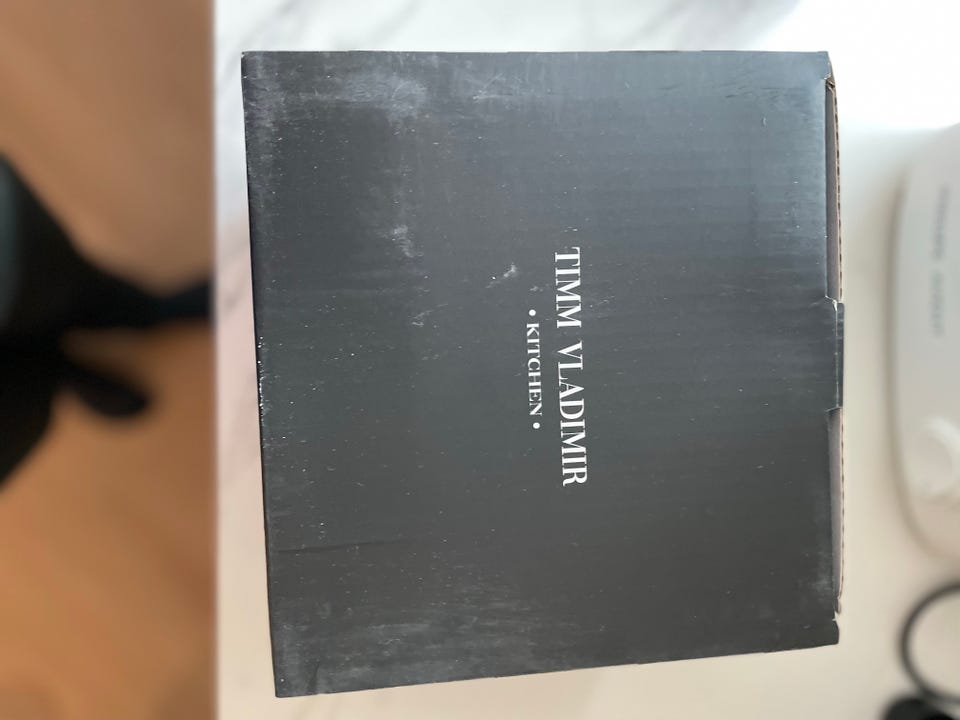 TIMM VLADIMIR
• KITCHEN •